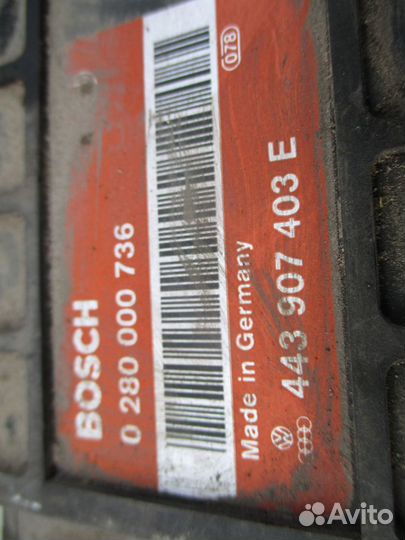 BOSCH
0 280 000 736
078
Made in Germany
443 907 403 E
Avito